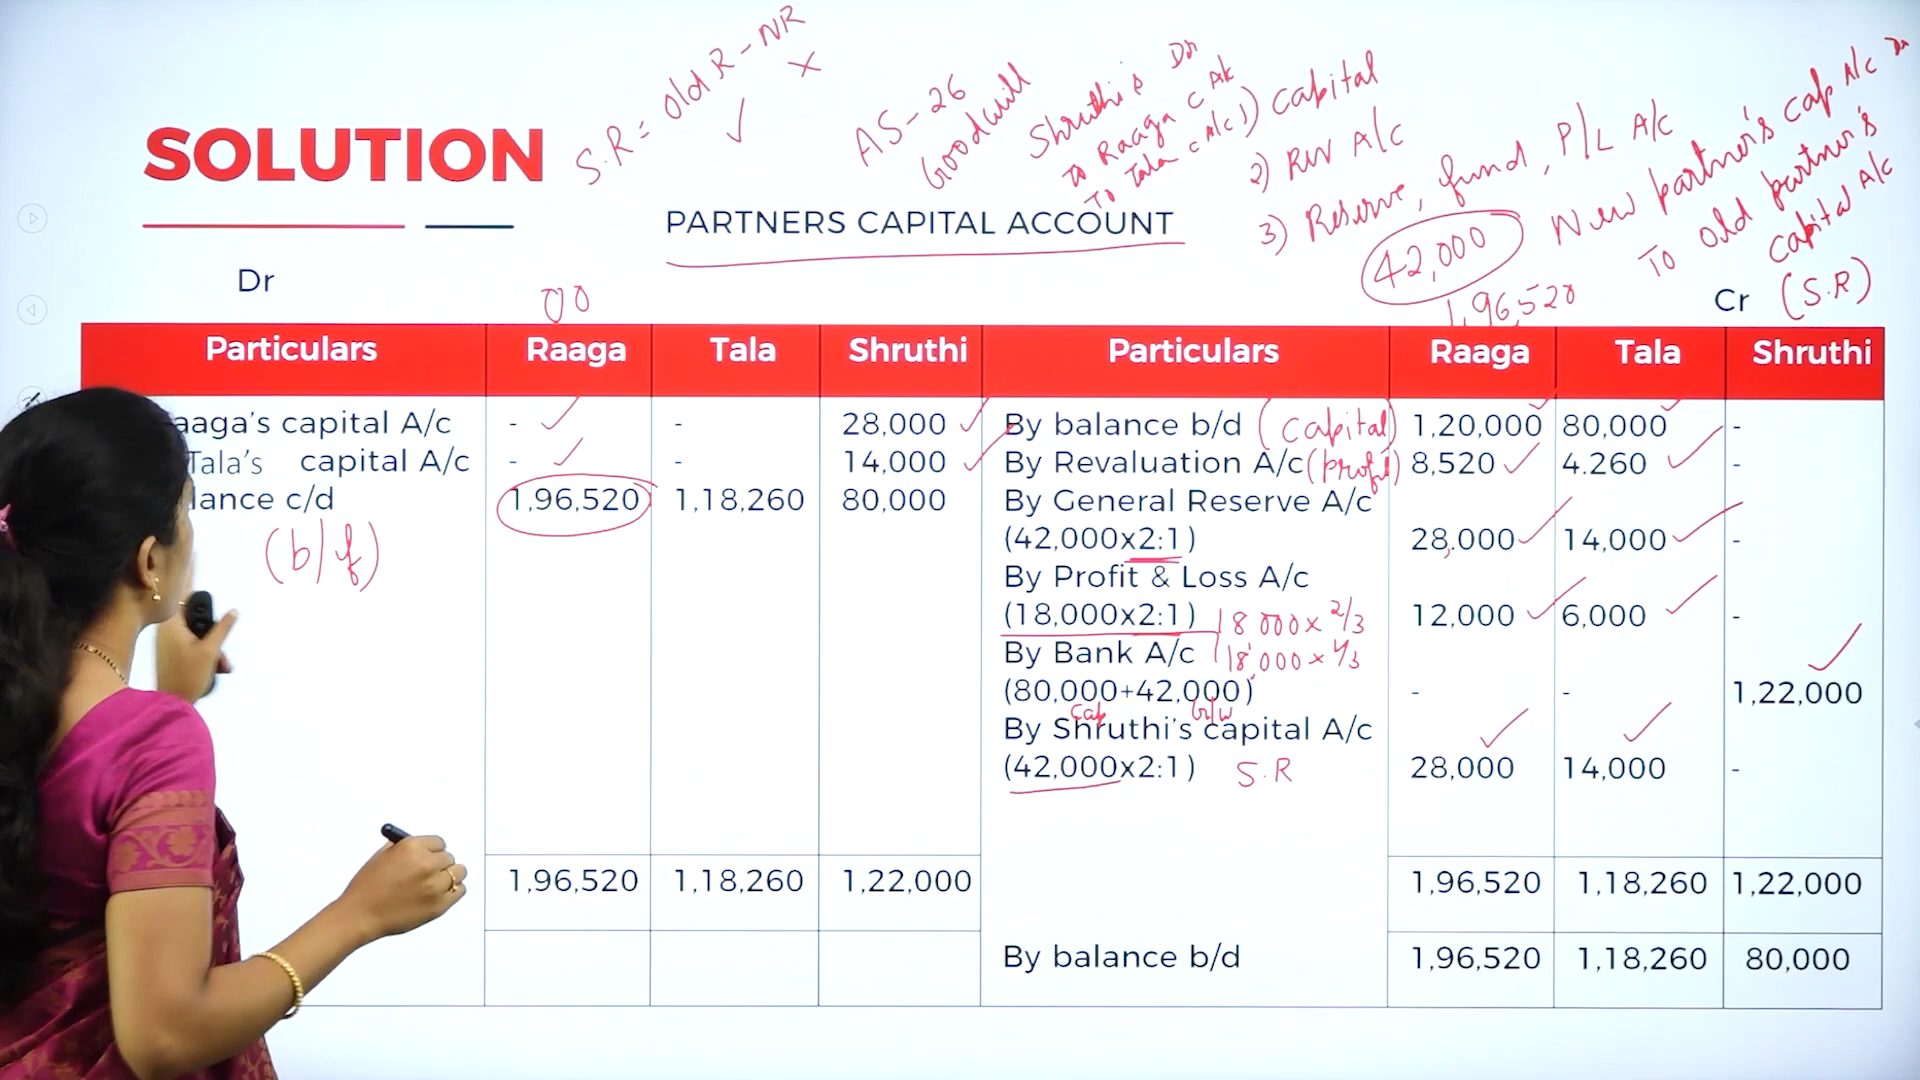 SOLUTION
S.R = Old R - NR
✓ ×
AS-26
Goodwill
Shruthi's Dr
To Raaga C A/c
To Tala C A/c
1) Capital
2) Rev A/c
3) Reserve, fund, P/L A/c
42,000
1,96,520
New partner's cap A/c Dr
To old partner's
capital A/c
(S.R)
PARTNERS CAPITAL ACCOUNT
Dr
Cr
Particulars Raaga Tala Shruthi Particulars Raaga Tala Shruthi
aaga's capital A/c - - 28,000 By balance b/d (Capital) 1,20,000 80,000 -
Tala's capital A/c - - 14,000 By Revaluation A/c (profit) 8,520 4.260 -
lance c/d 1,96,520 1,18,260 80,000 By General Reserve A/c
(b/f)
(42,000x2:1) 28,000 14,000 -
By Profit & Loss A/c
(18,000x2:1) 18000 x 2/3 12,000 6,000 -
By Bank A/c 18,000 x 1/3
(80,000+42,000) - - 1,22,000
Cap G/w
By Shruthi's capital A/c
(42,000x2:1) S.R 28,000 14,000 -
1,96,520 1,18,260 1,22,000 1,96,520 1,18,260 1,22,000
By balance b/d 1,96,520 1,18,260 80,000